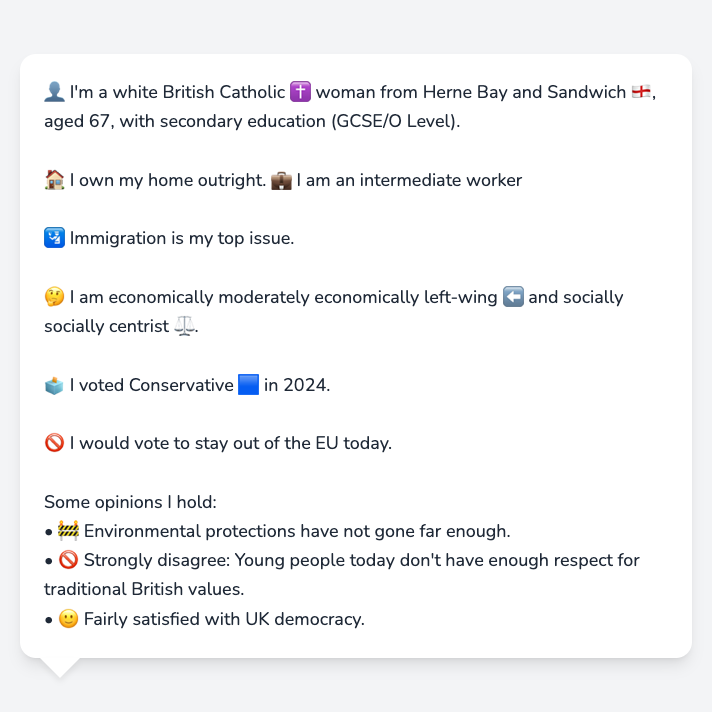 👤 I'm a white British Catholic ✝️ woman from Herne Bay and Sandwich 🏴󠁧󠁢󠁥󠁮󠁧󠁿,
aged 67, with secondary education (GCSE/O Level).
🏠 I own my home outright. 💼 I am an intermediate worker
🛂 Immigration is my top issue.
🤔 I am economically moderately economically left-wing ⬅️ and socially
socially centrist ⚖️.
🗳️ I voted Conservative 🟦 in 2024.
🚫 I would vote to stay out of the EU today.
Some opinions I hold:
• 🚧 Environmental protections have not gone far enough.
• 🚫 Strongly disagree: Young people today don't have enough respect for
traditional British values.
• 🙂 Fairly satisfied with UK democracy.